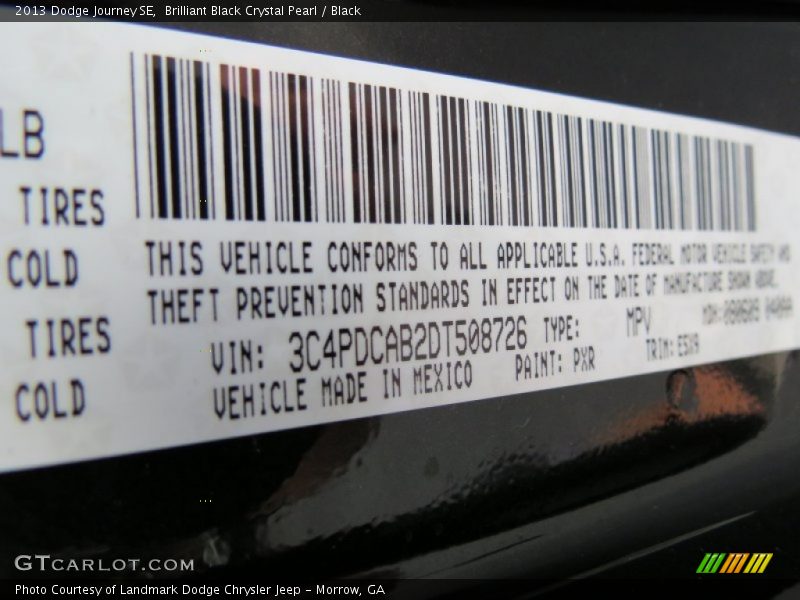 2013 Dodge Journey SE,  Brilliant Black Crystal Pearl / Black
LB
TIRES
COLD
TIRES
COLD
THIS VEHICLE CONFORMS TO ALL APPLICABLE U.S.A. FEDERAL MOTOR VEHICLE SAFETY AND
THEFT PREVENTION STANDARDS IN EFFECT ON THE DATE OF MANUFACTURE SHOWN ABOVE.
VIN: 3C4PDCAB2DT508726 TYPE: MPV MDH:
VEHICLE MADE IN MEXICO PAINT: PXR TRIM:
GTCARLOT.COM
Photo Courtesy of Landmark Dodge Chrysler Jeep - Morrow, GA